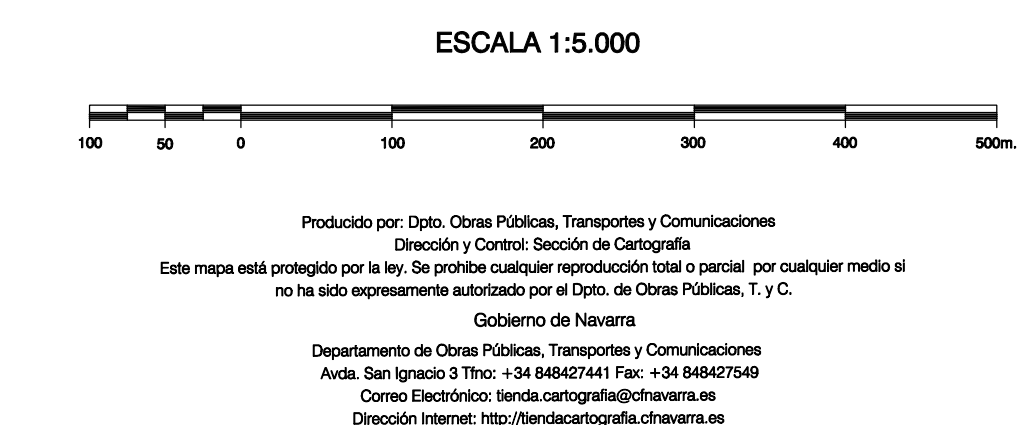 ESCALA 1:5.000
100 50 0 100 200 300 400 500m.
Producido por: Dpto. Obras Públicas, Transportes y Comunicaciones
Dirección y Control: Sección de Cartografía
Este mapa está protegido por la ley. Se prohibe cualquier reproducción total o parcial por cualquier medio si
no ha sido expresamente autorizado por el Dpto. de Obras Públicas, T. y C.
Gobierno de Navarra
Departamento de Obras Públicas, Transportes y Comunicaciones
Avda. San Ignacio 3 Tfno: +34 848427441 Fax: +34 848427549
Correo Electrónico: tienda.cartografia@cfnavarra.es
Dirección Internet: http://tiendacartografia.cfnavarra.es